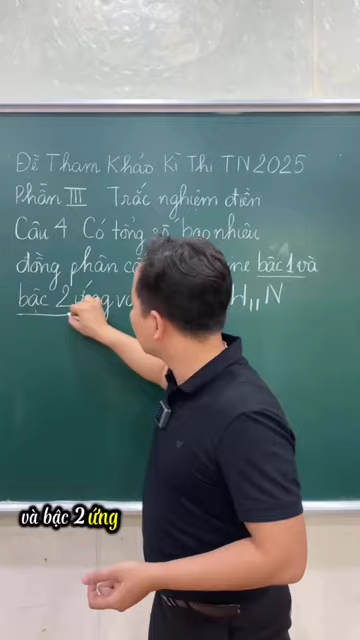 Đề Tham Khảo Kì Thi TN 2025
Phần III Trắc nghiệm điền
Câu 4 Có tổng số bao nhiêu
đồng phân bậc 1 và
bậc 2 ứng H₁₁N
và bậc 2 ứng